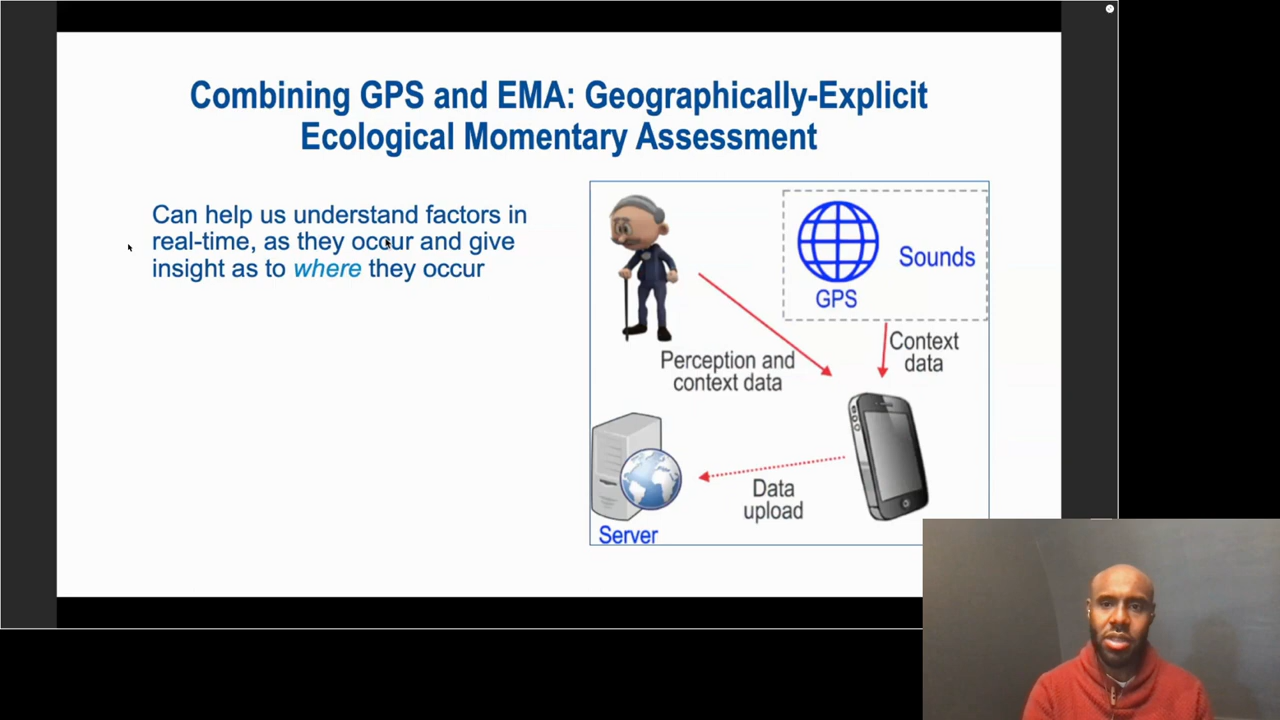 Combining GPS and EMA: Geographically-Explicit
Ecological Momentary Assessment
Can help us understand factors in
real-time, as they occur and give
insight as to where they occur
Sounds
GPS
Perception and
context data
Context
data
Data
upload
Server